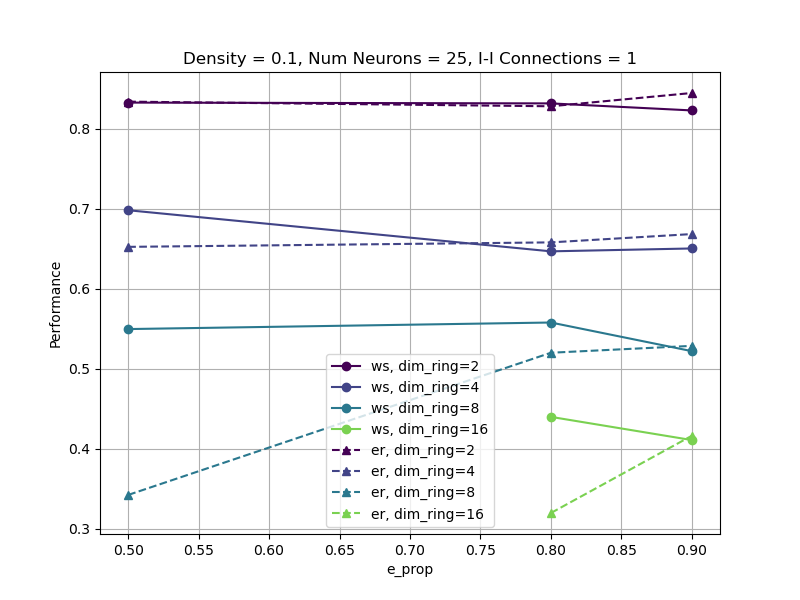 Density = 0.1, Num Neurons = 25, I-I Connections = 1
Performance
0.8
0.7
0.6
0.5
0.4
0.3
ws, dim_ring=2
ws, dim_ring=4
ws, dim_ring=8
ws, dim_ring=16
er, dim_ring=2
er, dim_ring=4
er, dim_ring=8
er, dim_ring=16
0.50 0.55 0.60 0.65 0.70 0.75 0.80 0.85 0.90
e_prop